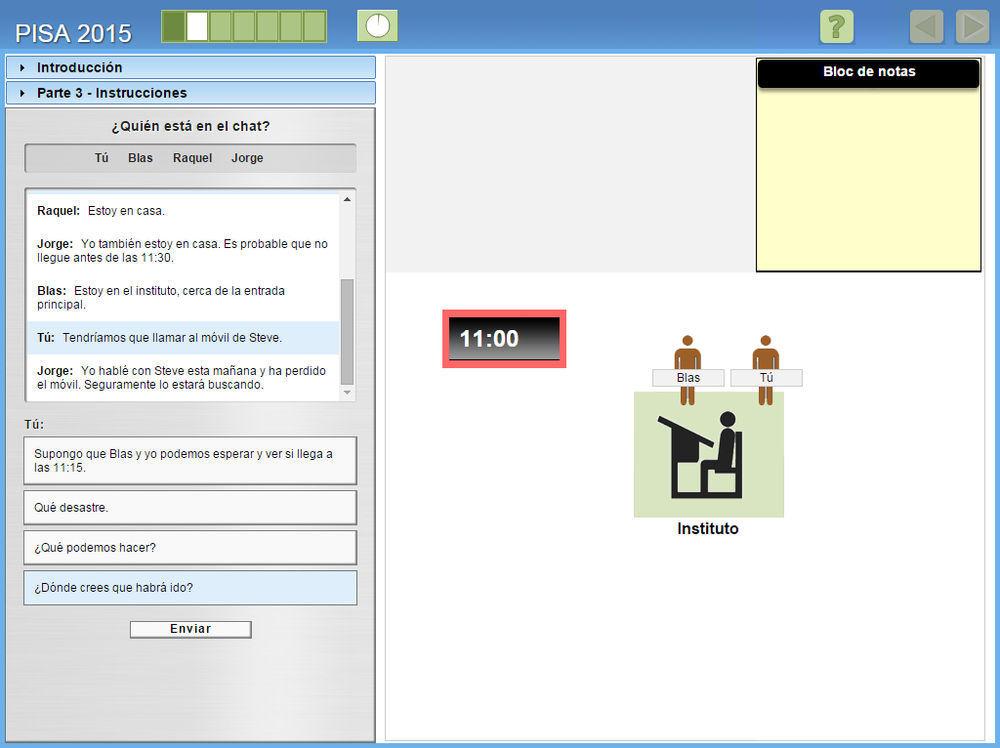 PISA 2015
?
Introducción
Parte 3 - Instrucciones
¿Quién está en el chat?
Tú Blas Raquel Jorge
Raquel: Estoy en casa.
Jorge: Yo también estoy en casa. Es probable que no
llegue antes de las 11:30.
Blas: Estoy en el instituto, cerca de la entrada
principal.
Tú: Tendríamos que llamar al móvil de Steve.
Jorge: Yo hablé con Steve esta mañana y ha perdido
el móvil. Seguramente lo estará buscando.
Tú:
Supongo que Blas y yo podemos esperar y ver si llega a
las 11:15.
Qué desastre.
¿Qué podemos hacer?
¿Dónde crees que habrá ido?
Enviar
Bloc de notas
11:00
Blas
Tú
Instituto